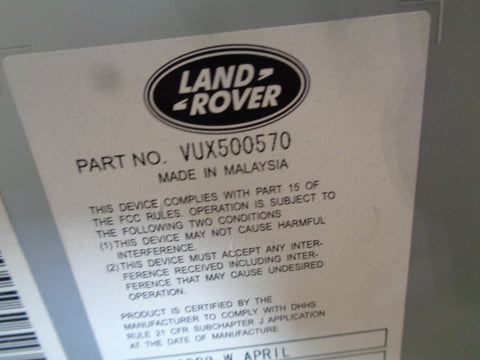 LAND
ROVER
PART NO. VUX500570
MADE IN MALAYSIA
THIS DEVICE COMPLIES WITH PART 15 OF
THE FCC RULES. OPERATION IS SUBJECT TO
THE FOLLOWING TWO CONDITIONS
(1)THIS DEVICE MAY NOT CAUSE HARMFUL
INTERFERENCE.
(2)THIS DEVICE MUST ACCEPT ANY INTER-
FERENCE RECEIVED INCLUDING INTER-
FERENCE THAT MAY CAUSE UNDESIRED
OPERATION.
PRODUCT IS CERTIFIED BY THE
MANUFACTURER TO COMPLY WITH DHHS
RULE 21 CFR SUBCHAPTER J APPLICATION
AT THE DATE OF MANUFACTURE
W APRIL